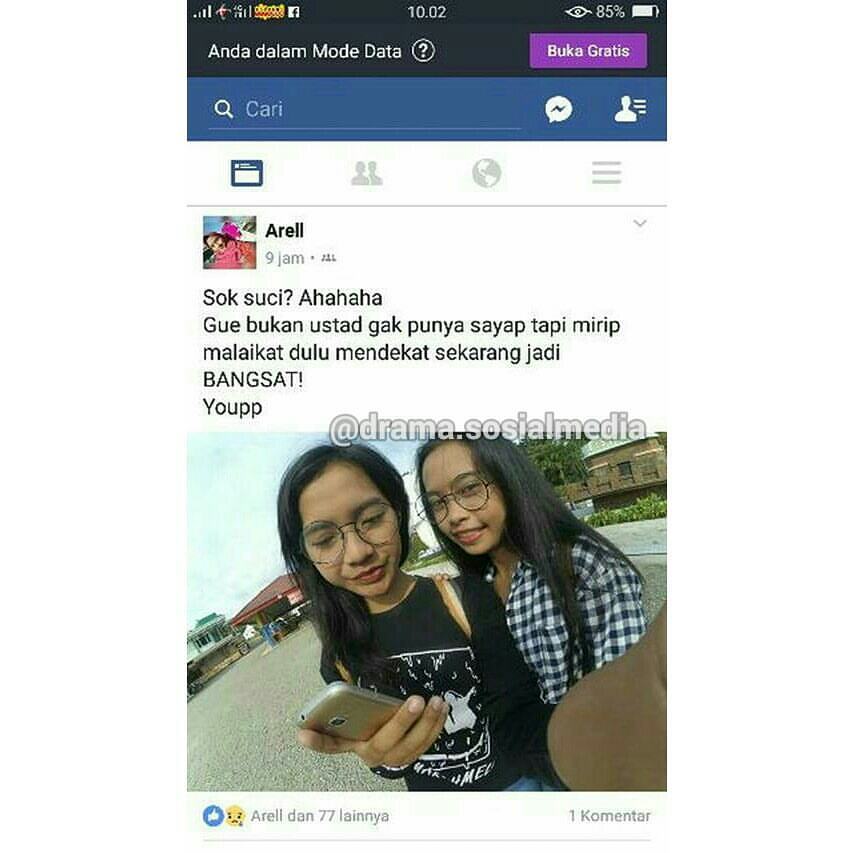 10.02
85%
Anda dalam Mode Data ?
Buka Gratis
Cari
Arell
9 jam
Sok suci? Ahahaha
Gue bukan ustad gak punya sayap tapi mirip
malaikat dulu mendekat sekarang jadi
BANGSAT!
Youpp
@drama.sosialmedia
Arell dan 77 lainnya
1 Komentar